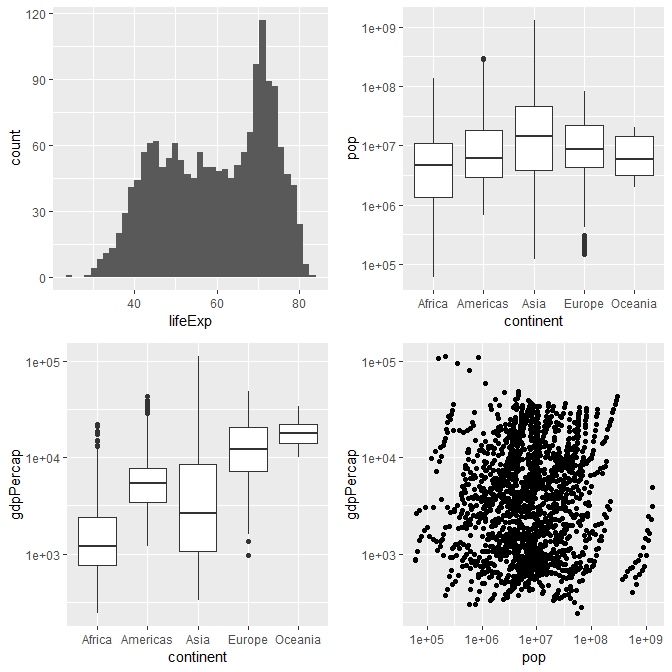 120
90
60
30
0
count
40 60 80
lifeExp
1e+09
1e+08
1e+07
1e+06
1e+05
pop
Africa Americas Asia Europe Oceania
continent
1e+05
1e+04
1e+03
gdpPercap
Africa Americas Asia Europe Oceania
continent
1e+05
1e+04
1e+03
gdpPercap
1e+05 1e+06 1e+07 1e+08 1e+09
pop